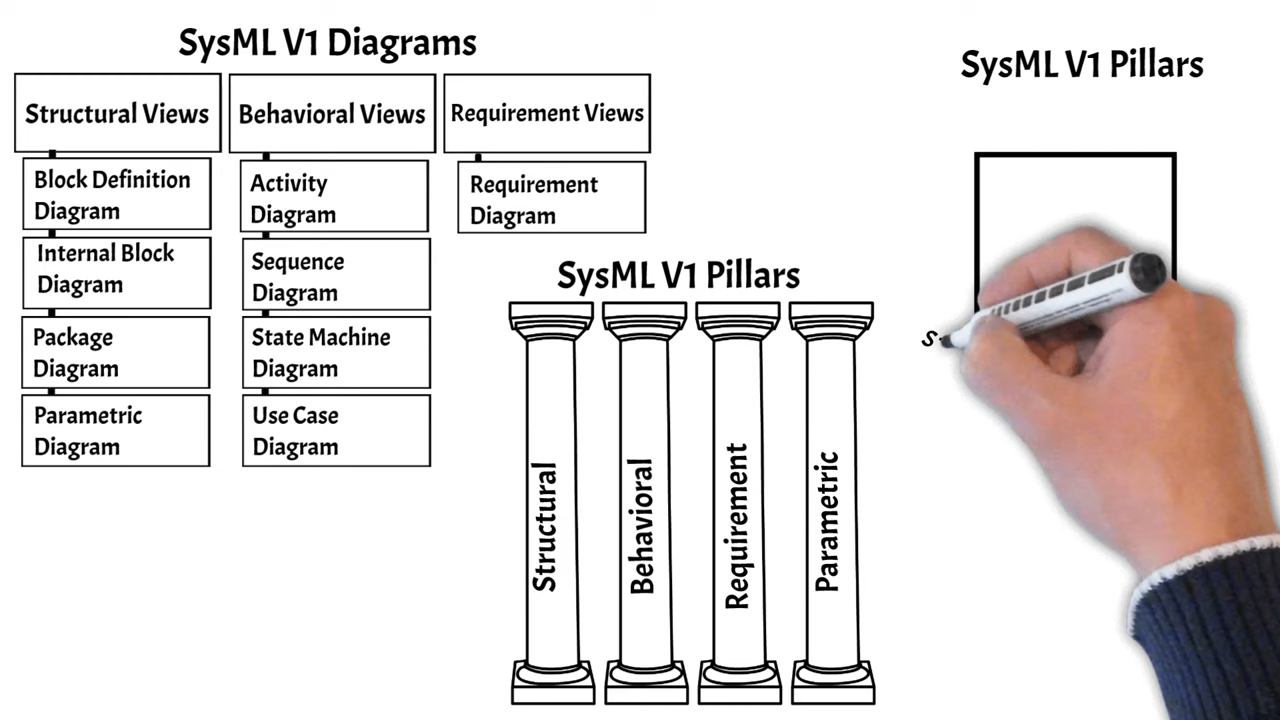 SysML V1 Diagrams
Structural Views
Block Definition
Diagram
Internal Block
Diagram
Package
Diagram
Parametric
Diagram
Behavioral Views
Activity
Diagram
Sequence
Diagram
State Machine
Diagram
Use Case
Diagram
Requirement Views
Requirement
Diagram
SysML V1 Pillars
Structural
Behavioral
Requirement
Parametric
SysML V1 Pillars
S